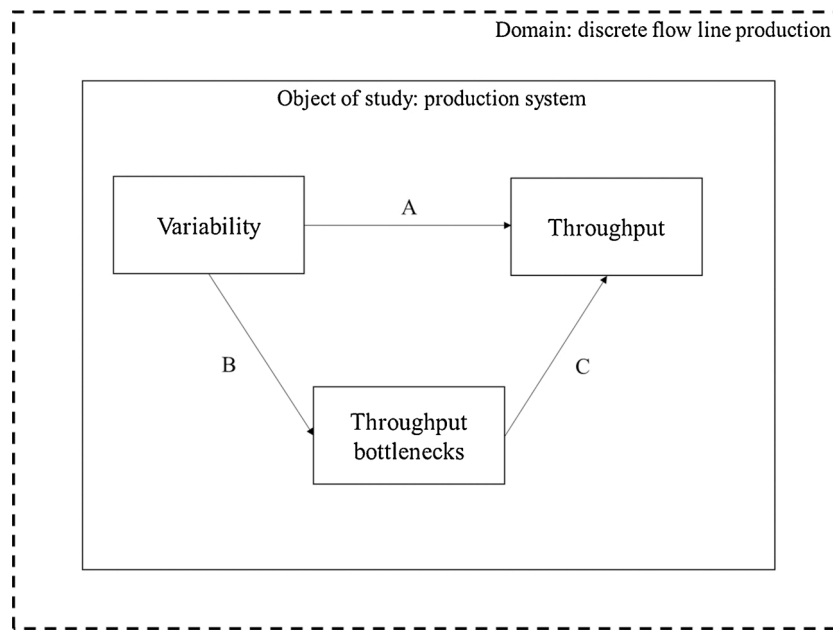 Domain: discrete flow line production
Object of study: production system
Variability
A
Throughput
B
C
Throughput
bottlenecks